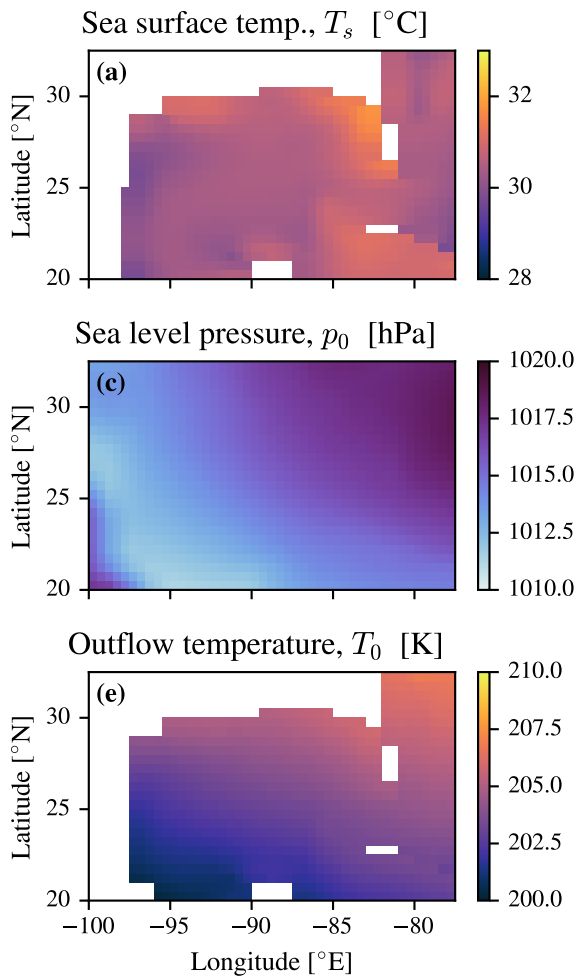 Sea surface temp., T_s [°C]
(a)
Latitude [°N]
30
25
20
32
30
28
Sea level pressure, p_0 [hPa]
(c)
Latitude [°N]
30
25
20
1020.0
1017.5
1015.0
1012.5
1010.0
Outflow temperature, T_0 [K]
(e)
Latitude [°N]
30
25
20
210.0
207.5
205.0
202.5
200.0
−100 −95 −90 −85 −80
Longitude [°E]